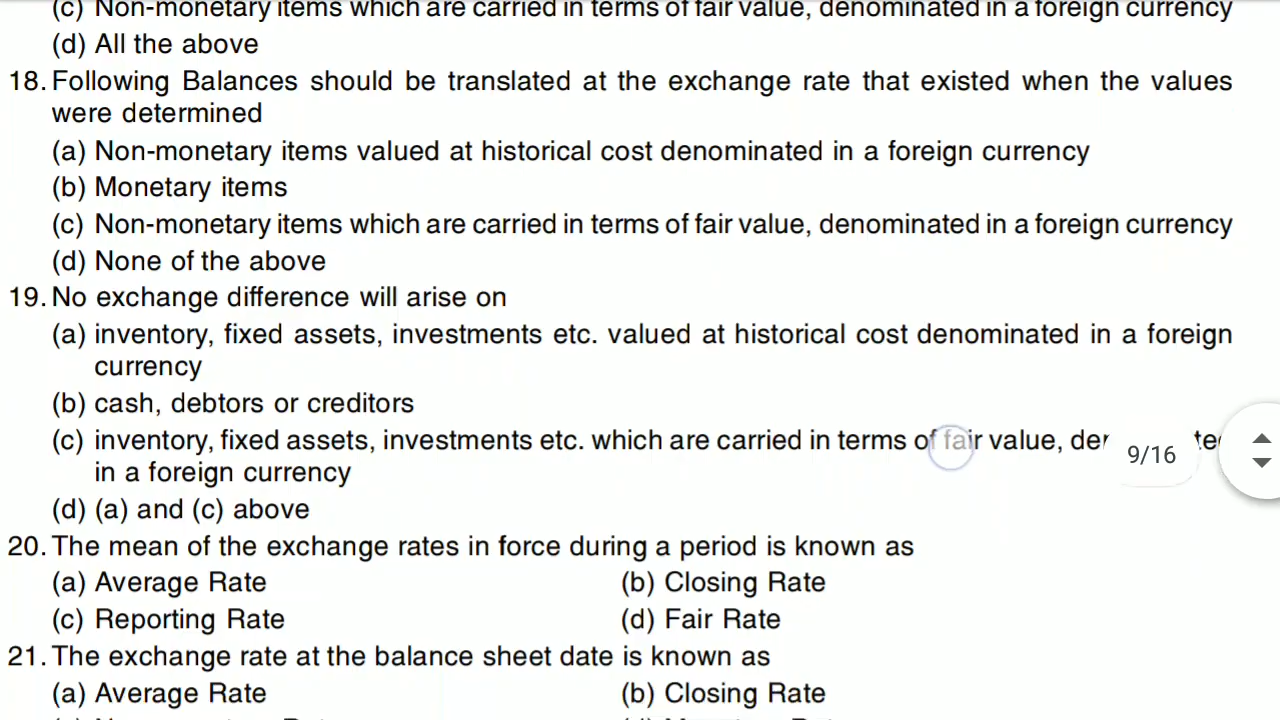 (c) Non-monetary items which are carried in terms of fair value, denominated in a foreign currency
(d) All the above
18. Following Balances should be translated at the exchange rate that existed when the values
were determined
(a) Non-monetary items valued at historical cost denominated in a foreign currency
(b) Monetary items
(c) Non-monetary items which are carried in terms of fair value, denominated in a foreign currency
(d) None of the above
19. No exchange difference will arise on
(a) inventory, fixed assets, investments etc. valued at historical cost denominated in a foreign
currency
(b) cash, debtors or creditors
(c) inventory, fixed assets, investments etc. which are carried in terms of fair value,
9/16
in a foreign currency
(d) (a) and (c) above
20. The mean of the exchange rates in force during a period is known as
(a) Average Rate (b) Closing Rate
(c) Reporting Rate (d) Fair Rate
21. The exchange rate at the balance sheet date is known as
(a) Average Rate (b) Closing Rate